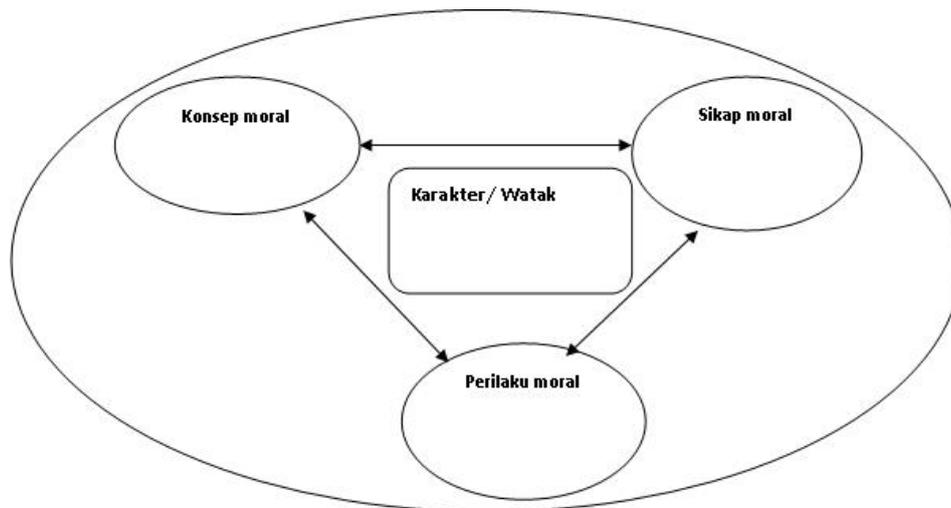 Konsep moral
Sikap moral
Karakter/ Watak
Perilaku moral